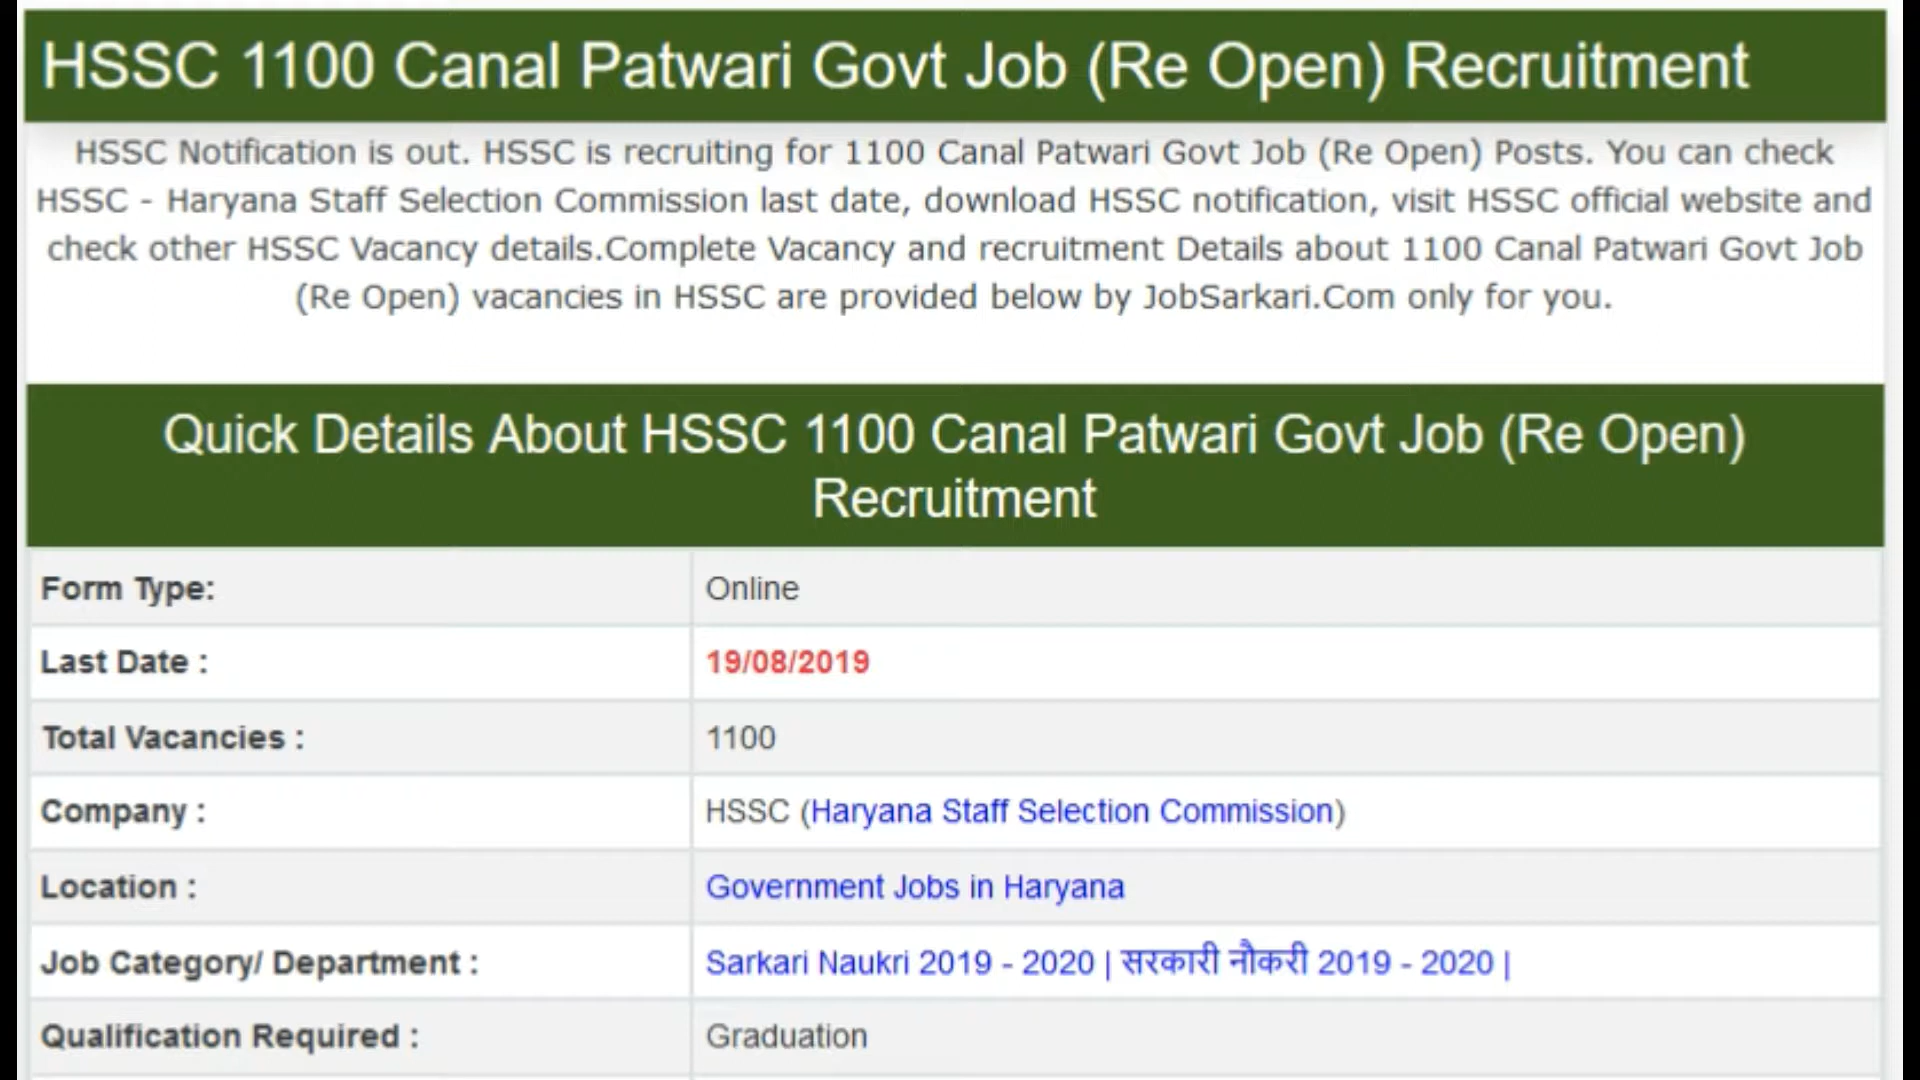 HSSC 1100 Canal Patwari Govt Job (Re Open) Recruitment
HSSC Notification is out. HSSC is recruiting for 1100 Canal Patwari Govt Job (Re Open) Posts. You can check
HSSC - Haryana Staff Selection Commission last date, download HSSC notification, visit HSSC official website and
check other HSSC Vacancy details.Complete Vacancy and recruitment Details about 1100 Canal Patwari Govt Job
(Re Open) vacancies in HSSC are provided below by JobSarkari.Com only for you.
Quick Details About HSSC 1100 Canal Patwari Govt Job (Re Open)
Recruitment
Form Type: Online
Last Date : 19/08/2019
Total Vacancies : 1100
Company : HSSC (Haryana Staff Selection Commission)
Location : Government Jobs in Haryana
Job Category/ Department : Sarkari Naukri 2019 - 2020 | सरकारी नौकरी 2019 - 2020 |
Qualification Required : Graduation